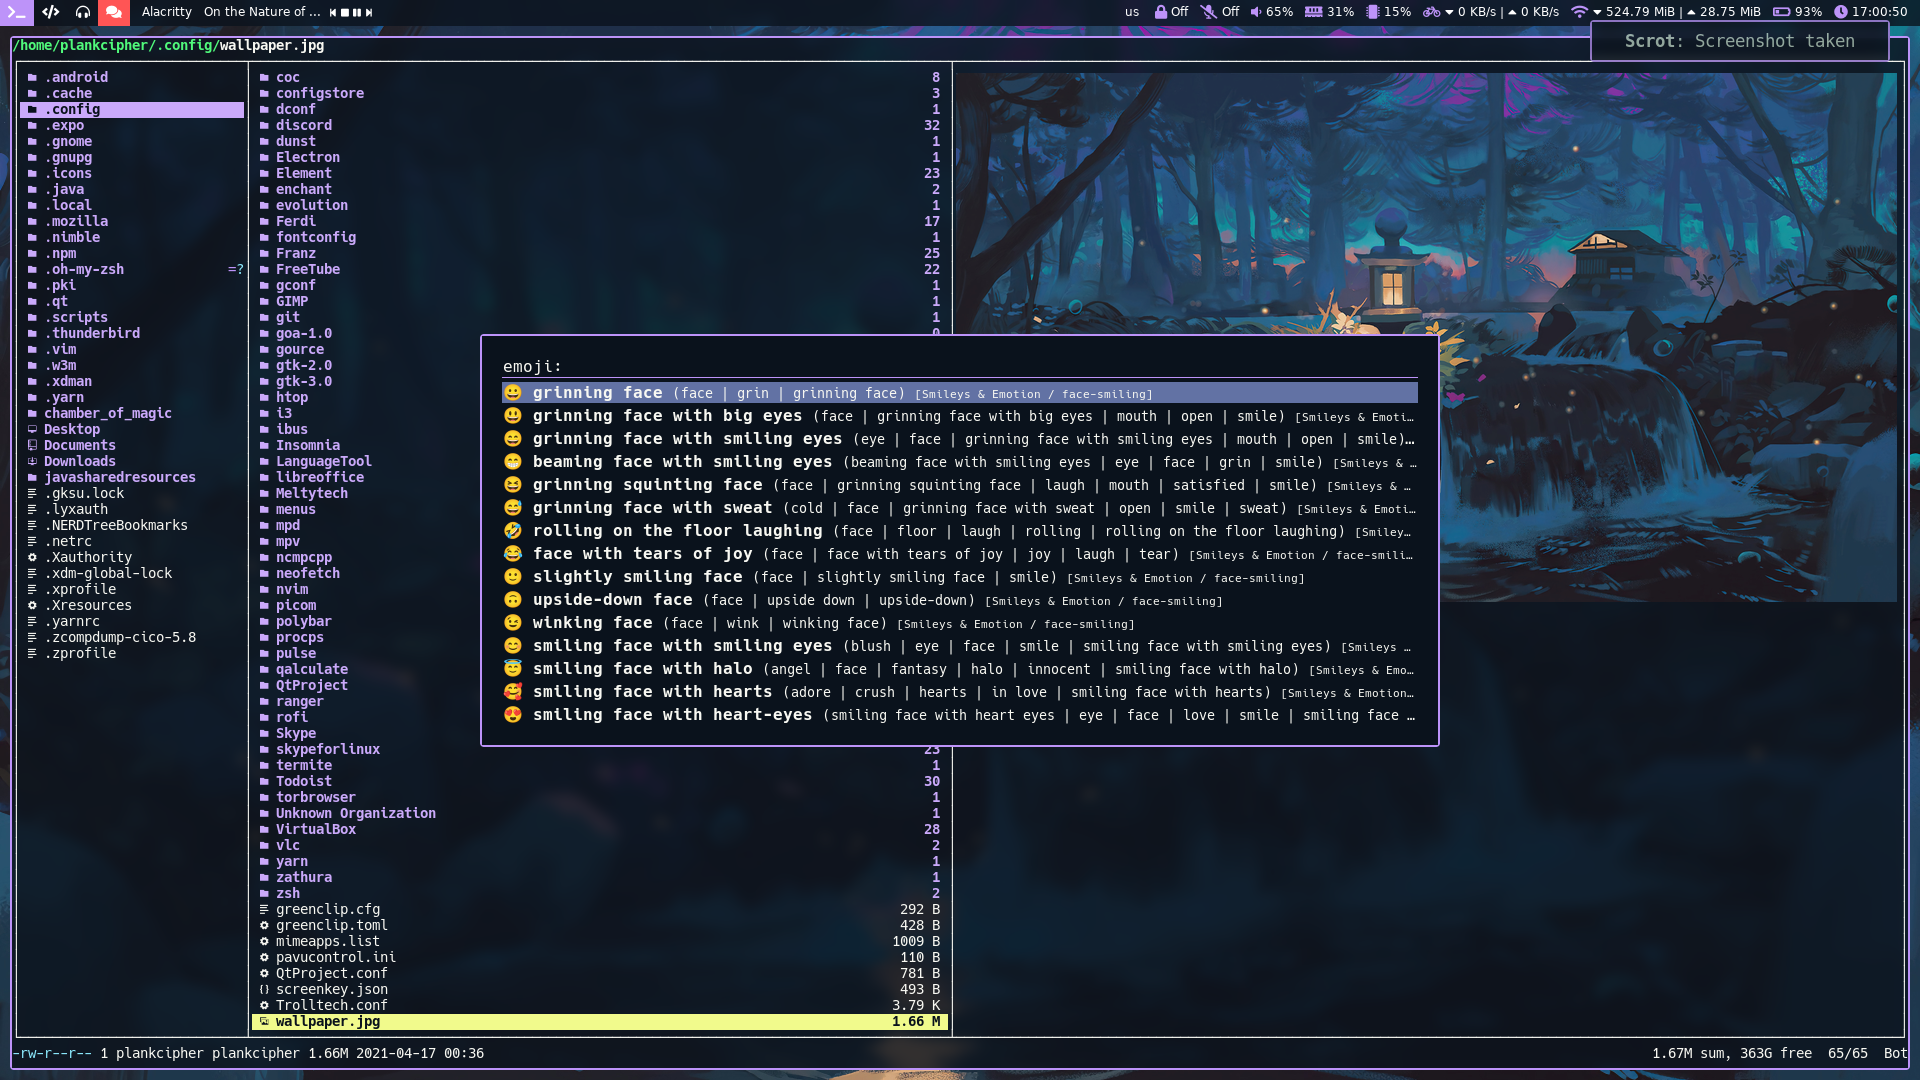 Alacritty On the Nature of ... us Off Off 65% 31% 15% 0 KB/s | 0 KB/s 524.79 MiB | 28.75 MiB 93% 17:00:50
/home/plankcipher/.config/wallpaper.jpg
Scrot: Screenshot taken
.android
.cache
.config
.expo
.gnome
.gnupg
.icons
.java
.local
.mozilla
.nimble
.npm
.oh-my-zsh =?
.pki
.qt
.scripts
.thunderbird
.vim
.w3m
.xdman
.yarn
chamber_of_magic
Desktop
Documents
Downloads
javasharedresources
.gksu.lock
.lyxauth
.NERDTreeBookmarks
.netrc
.Xauthority
.xdm-global-lock
.xprofile
.Xresources
.yarnrc
.zcompdump-cico-5.8
.zprofile
coc 8
configstore 3
dconf 1
discord 32
dunst 1
Electron 1
Element 23
enchant 2
evolution 1
Ferdi 17
fontconfig 1
Franz 25
FreeTube 22
gconf 1
GIMP 1
git 1
goa-1.0 0
gource
gtk-2.0
gtk-3.0
htop
i3
ibus
Insomnia
LanguageTool
libreoffice
Meltytech
menus
mpd
mpv
ncmpcpp
neofetch
nvim
picom
polybar
procps
pulse
qalculate
QtProject
ranger
rofi
Skype
skypeforlinux 23
termite 1
Todoist 30
torbrowser 1
Unknown Organization 1
VirtualBox 28
vlc 2
yarn 1
zathura 1
zsh 2
greenclip.cfg 292 B
greenclip.toml 428 B
mimeapps.list 1009 B
pavucontrol.ini 110 B
QtProject.conf 781 B
screenkey.json 493 B
Trolltech.conf 3.79 K
wallpaper.jpg 1.66 M
emoji:
😀 grinning face (face | grin | grinning face) [Smileys & Emotion / face-smiling]
😃 grinning face with big eyes (face | grinning face with big eyes | mouth | open | smile) [Smileys & Emoti…
😄 grinning face with smiling eyes (eye | face | grinning face with smiling eyes | mouth | open | smile)…
😁 beaming face with smiling eyes (beaming face with smiling eyes | eye | face | grin | smile) [Smileys & …
😆 grinning squinting face (face | grinning squinting face | laugh | mouth | satisfied | smile) [Smileys & …
😅 grinning face with sweat (cold | face | grinning face with sweat | open | smile | sweat) [Smileys & Emoti…
🤣 rolling on the floor laughing (face | floor | laugh | rolling | rolling on the floor laughing) [Smiley…
😂 face with tears of joy (face | face with tears of joy | joy | laugh | tear) [Smileys & Emotion / face-smili…
🙂 slightly smiling face (face | slightly smiling face | smile) [Smileys & Emotion / face-smiling]
🙃 upside-down face (face | upside down | upside-down) [Smileys & Emotion / face-smiling]
😉 winking face (face | wink | winking face) [Smileys & Emotion / face-smiling]
😊 smiling face with smiling eyes (blush | eye | face | smile | smiling face with smiling eyes) [Smileys …
😇 smiling face with halo (angel | face | fantasy | halo | innocent | smiling face with halo) [Smileys & Emo…
🥰 smiling face with hearts (adore | crush | hearts | in love | smiling face with hearts) [Smileys & Emotion…
😍 smiling face with heart-eyes (smiling face with heart eyes | eye | face | love | smile | smiling face …
-rw-r--r-- 1 plankcipher plankcipher 1.66M 2021-04-17 00:36 1.67M sum, 363G free 65/65 Bot